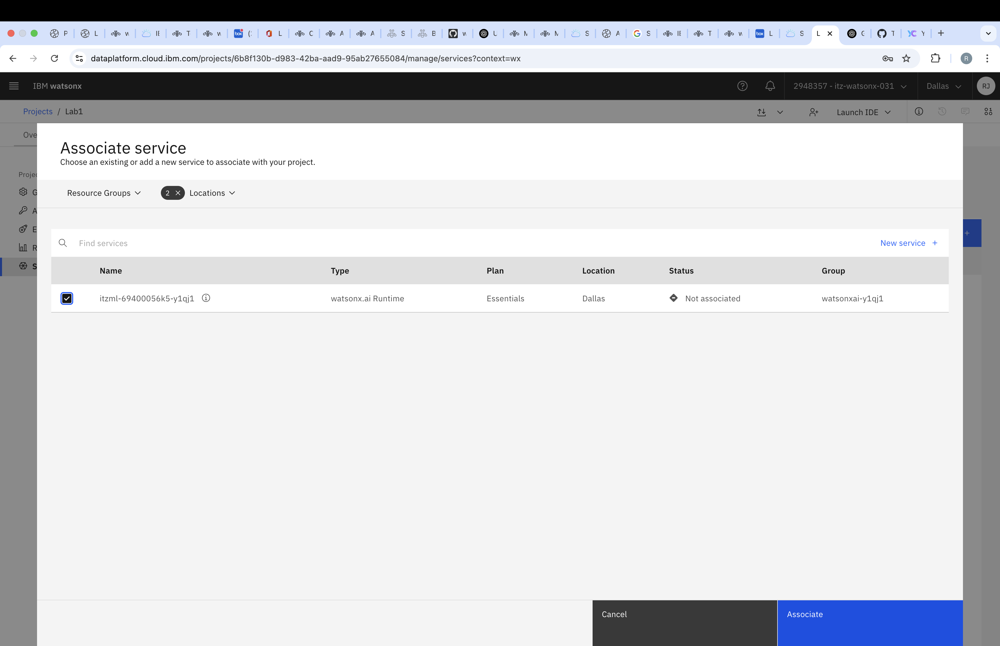 P L w IE T w (2 L C A A S B w U M M S A S IE T w L S L G T Y
dataplatform.cloud.ibm.com/projects/6b8f130b-d983-42ba-aad9-95ab27655084/manage/services?context=wx
R
IBM watsonx
2948357 - itz-watsonx-031
Dallas
RJ
Projects / Lab1
Launch IDE
Ove
Associate service
Choose an existing or add a new service to associate with your project.
Projec
Resource Groups
2
Locations
G
A
E
R
S
Find services
New service +
Name Type Plan Location Status Group
itzml-69400056k5-y1qj1 watsonx.ai Runtime Essentials Dallas Not associated watsonxai-y1qj1
Cancel
Associate